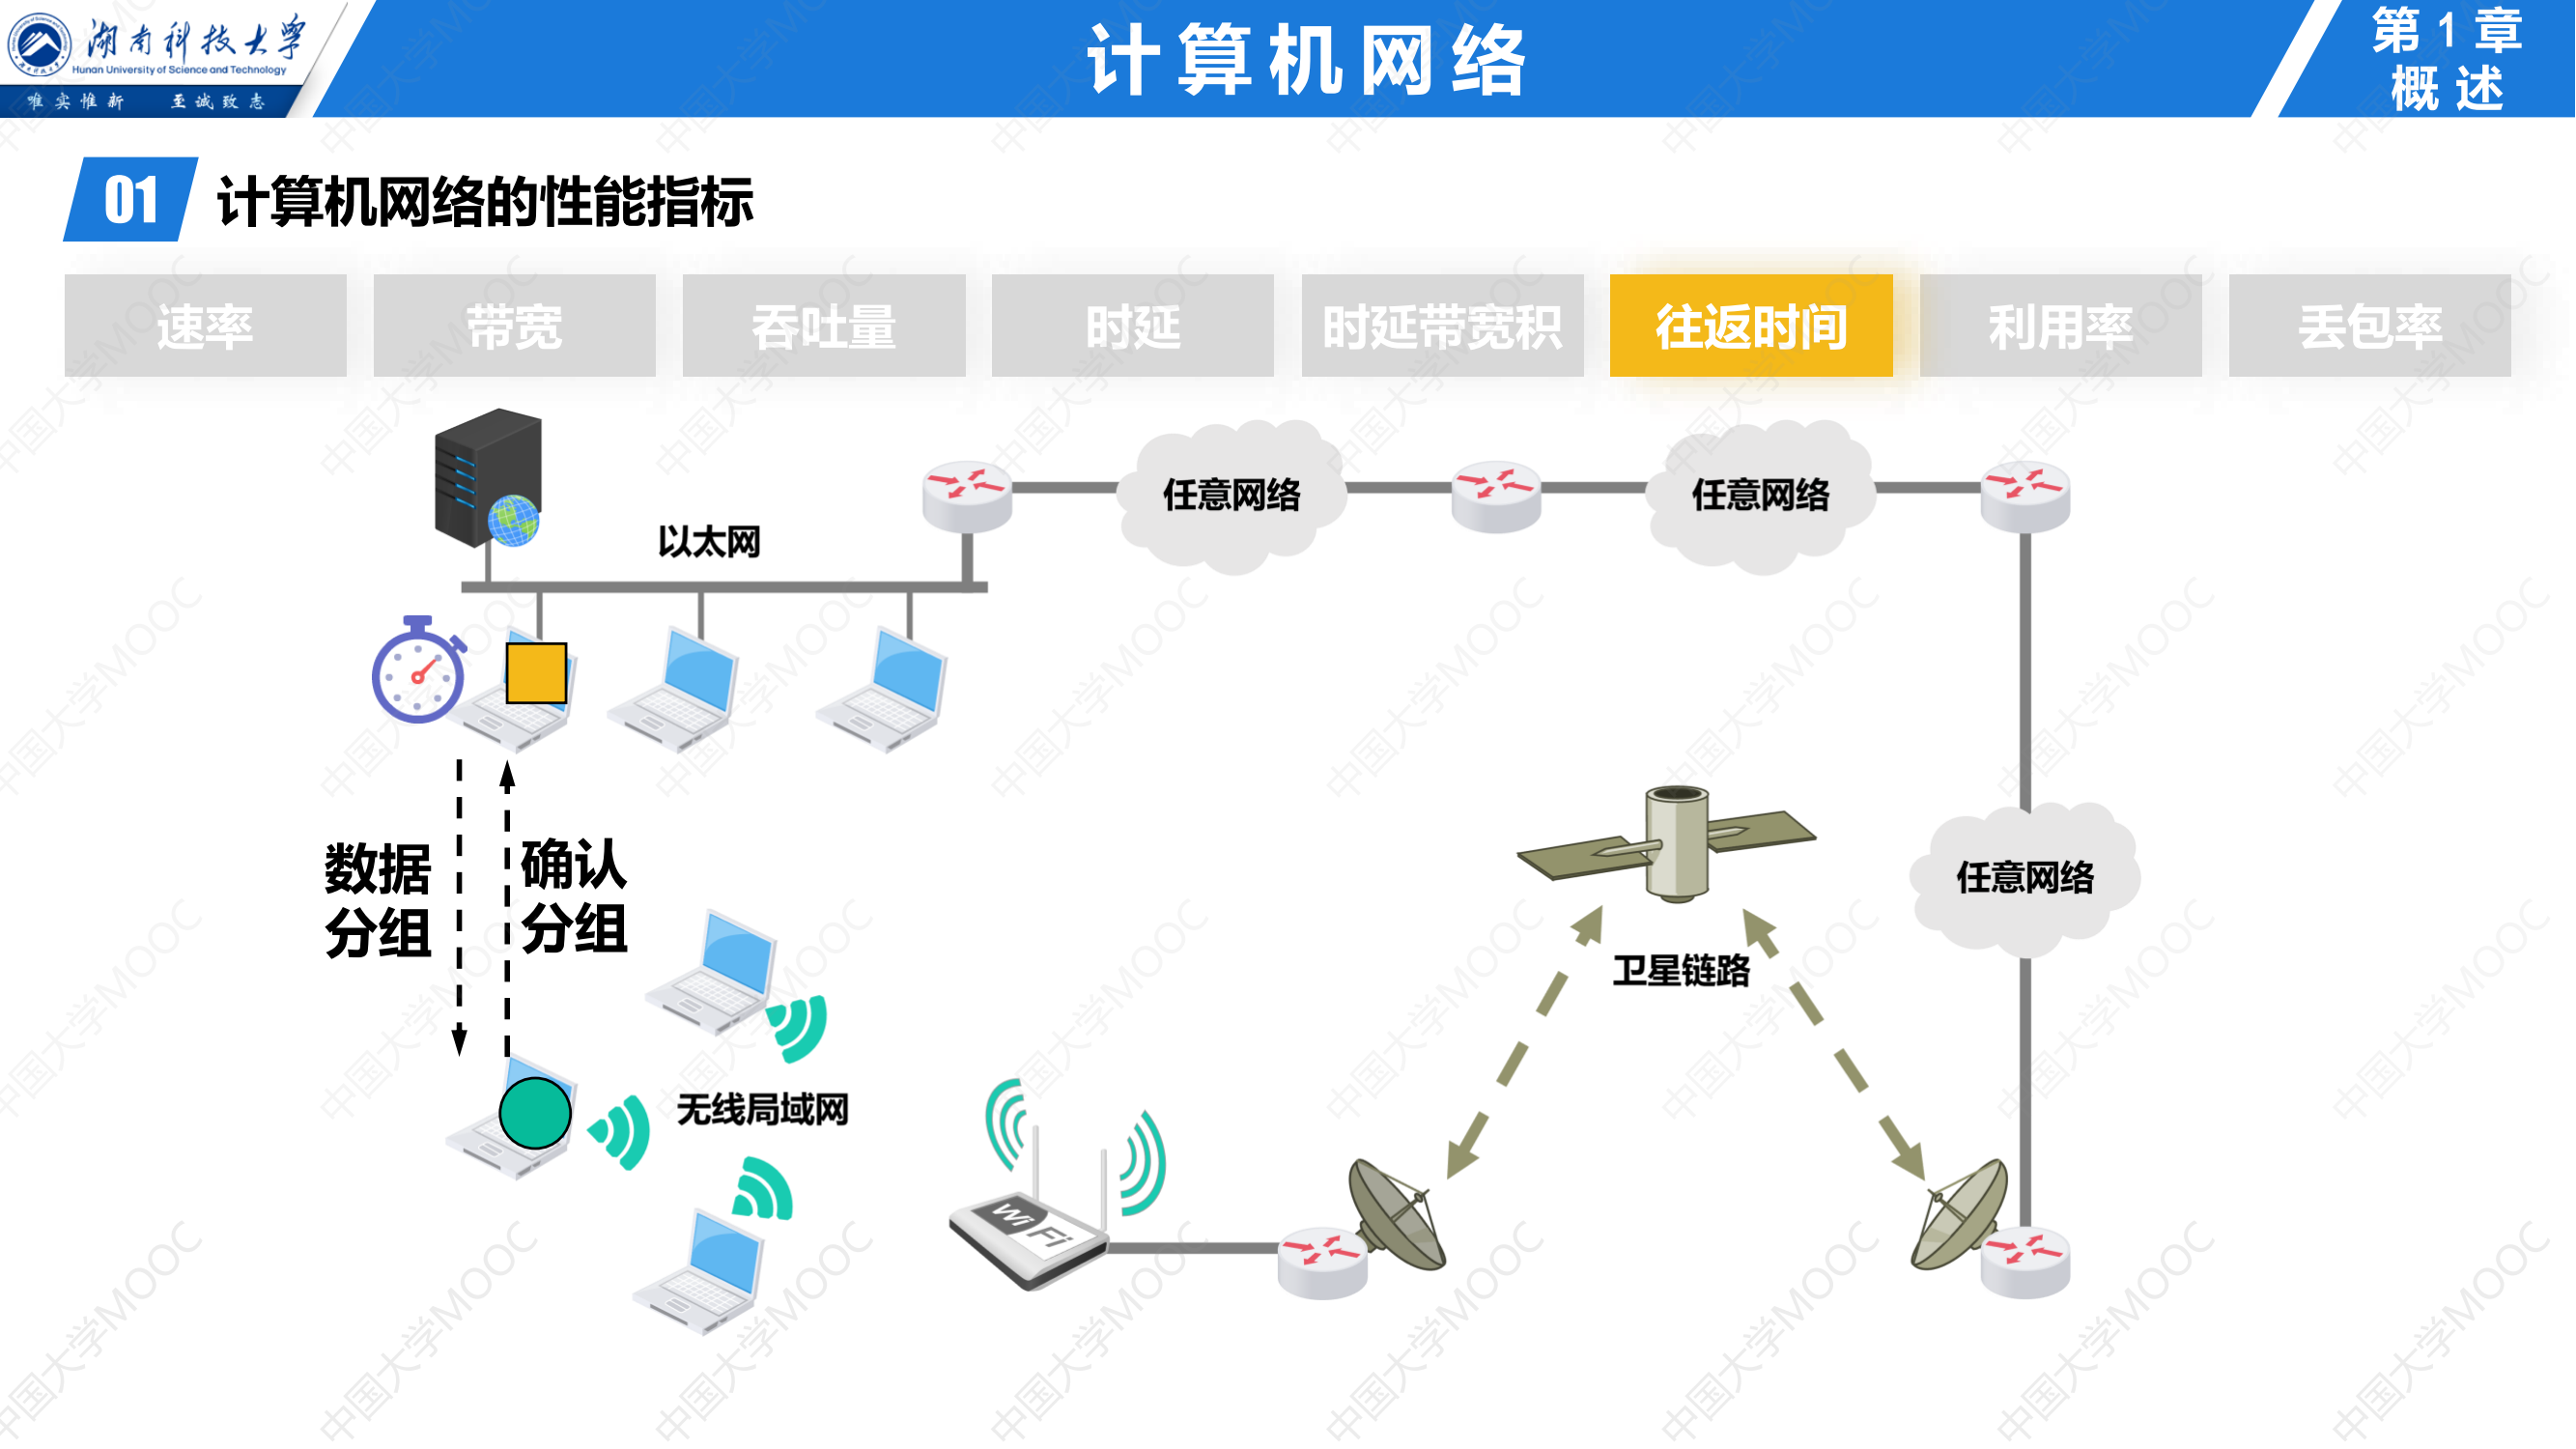 湖南科技大学
Hunan University of Science and Technology
唯实惟新 至诚致志
计算机网络
第1章
概述
01 计算机网络的性能指标
速率 带宽 吞吐量 时延 时延带宽积 往返时间 利用率 丢包率
任意网络 任意网络
以太网
数据
分组
确认
分组
任意网络
卫星链路
无线局域网
Wi Fi
中国大学MOOC